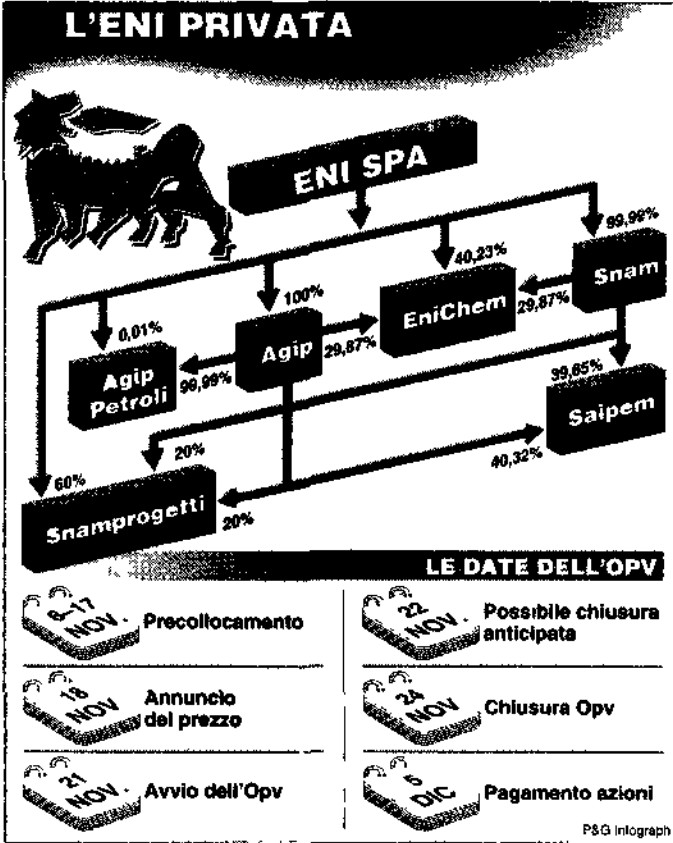 L'ENI PRIVATA
ENI SPA
99,99%
40,23%
Snam
100%
EniChem
29,87%
0,01%
Agip
29,87%
Agip
Petroli
99,99%
39,65%
Saipem
20%
40,32%
60%
Snamprogetti
20%
LE DATE DELL'OPV
6–17
NOV.
Precollocamento
22
NOV.
Possibile chiusura
anticipata
18
NOV
Annuncio
del prezzo
24
NOV
Chiusura Opv
21
NOV.
Avvio dell'Opv
5
DIC
Pagamento azioni
P&G Infograph